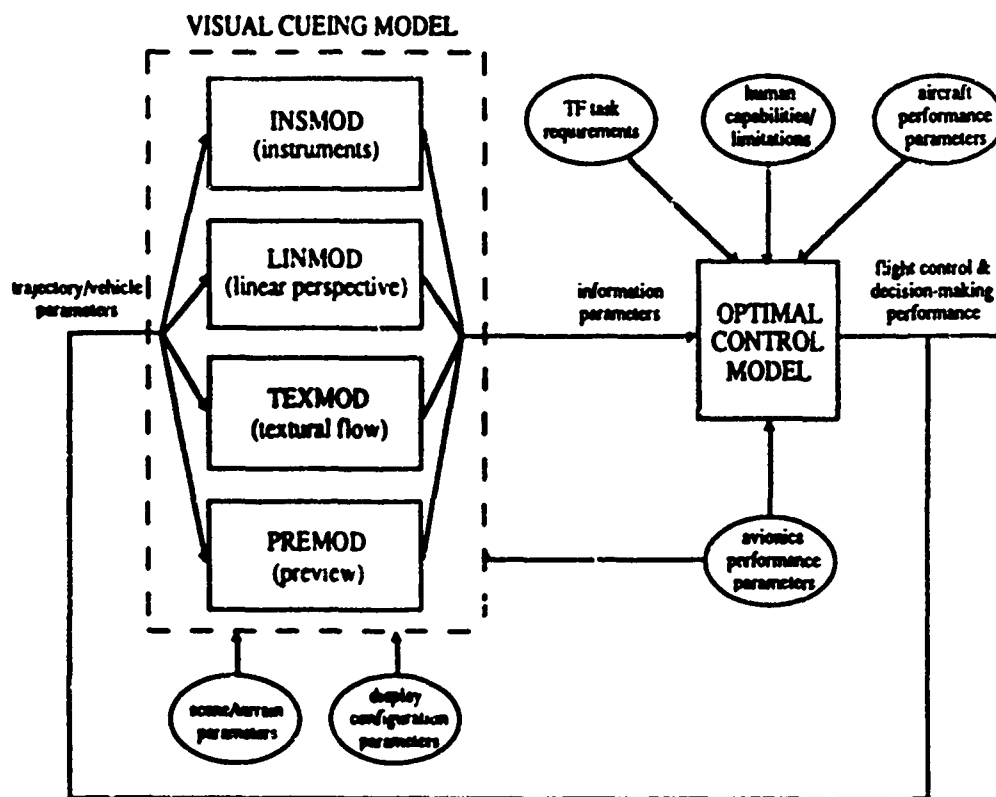 VISUAL CUEING MODEL
INSMOD
(instruments)
LINMOD
(linear perspective)
TEXMOD
(textural flow)
PREMOD
(preview)
trajectory/vehicle
parameters
TF task
requirements
human
capabilities/
limitations
aircraft
performance
parameters
information
parameters
OPTIMAL
CONTROL
MODEL
flight control &
decision-making
performance
avionics
performance
parameters
scene/terrain
parameters
display
configuration
parameters